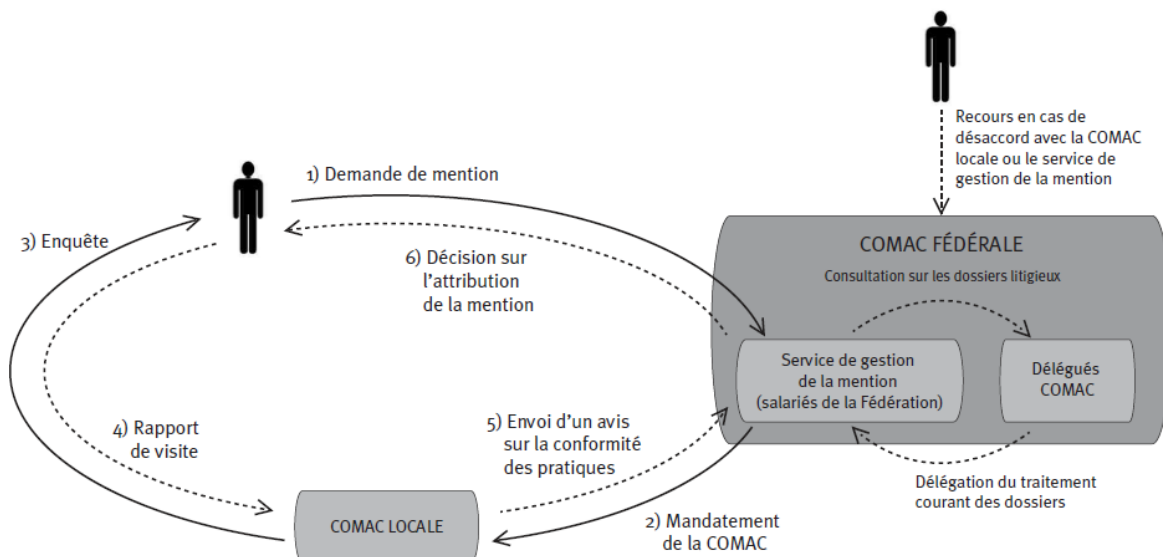 Recours en cas de
désaccord avec la COMAC
locale ou le service de
gestion de la mention
1) Demande de mention
3) Enquête
6) Décision sur
l'attribution
de la mention
COMAC FÉDÉRALE
Consultation sur les dossiers litigieux
Service de gestion
de la mention
(salariés de la Fédération)
Délégués
COMAC
4) Rapport
de visite
5) Envoi d'un avis
sur la conformité
des pratiques
Délégation du traitement
courant des dossiers
COMAC LOCALE
2) Mandatement
de la COMAC